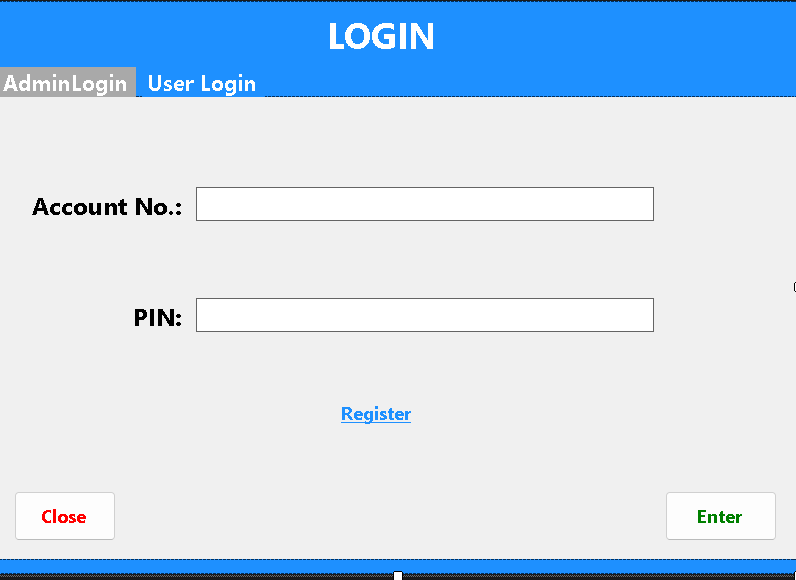 LOGIN
AdminLogin User Login
Account No.:
PIN:
Register
Close Enter